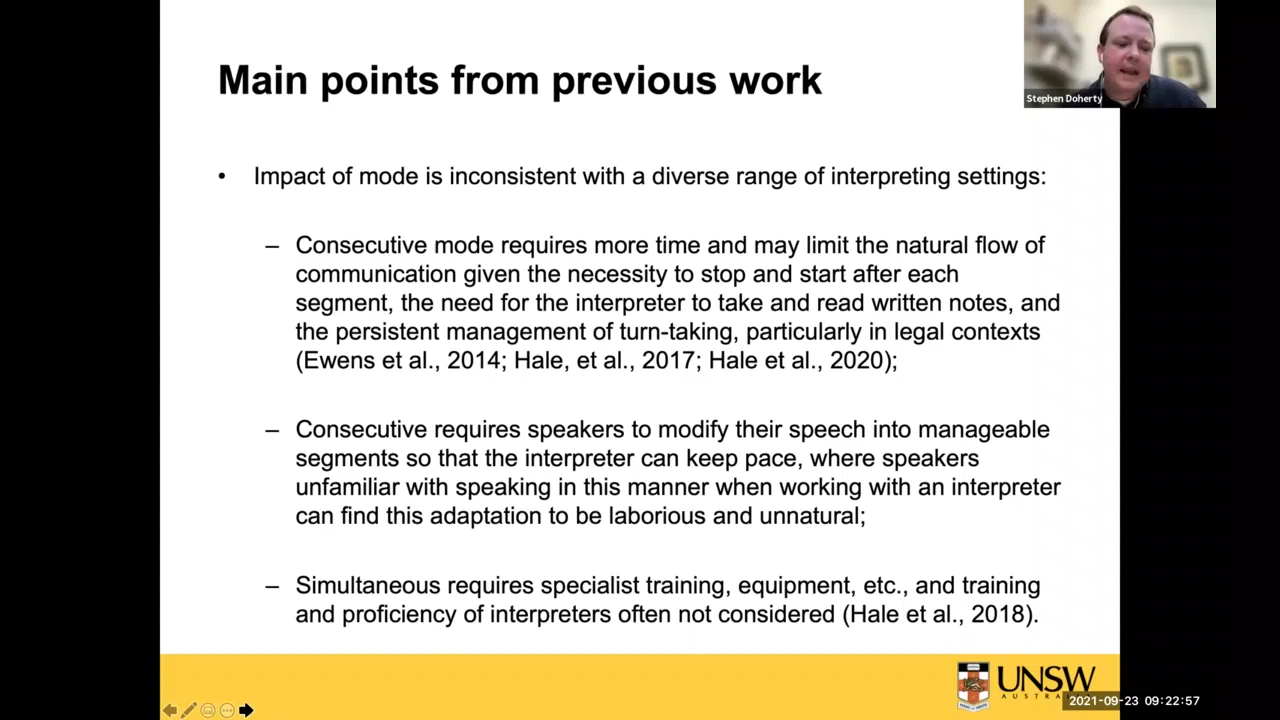 Main points from previous work
Stephen Doherty
• Impact of mode is inconsistent with a diverse range of interpreting settings:
– Consecutive mode requires more time and may limit the natural flow of
communication given the necessity to stop and start after each
segment, the need for the interpreter to take and read written notes, and
the persistent management of turn-taking, particularly in legal contexts
(Ewens et al., 2014; Hale, et al., 2017; Hale et al., 2020);
– Consecutive requires speakers to modify their speech into manageable
segments so that the interpreter can keep pace, where speakers
unfamiliar with speaking in this manner when working with an interpreter
can find this adaptation to be laborious and unnatural;
– Simultaneous requires specialist training, equipment, etc., and training
and proficiency of interpreters often not considered (Hale et al., 2018).
UNSW
AUSTRA
2021-09-23 09:22:57